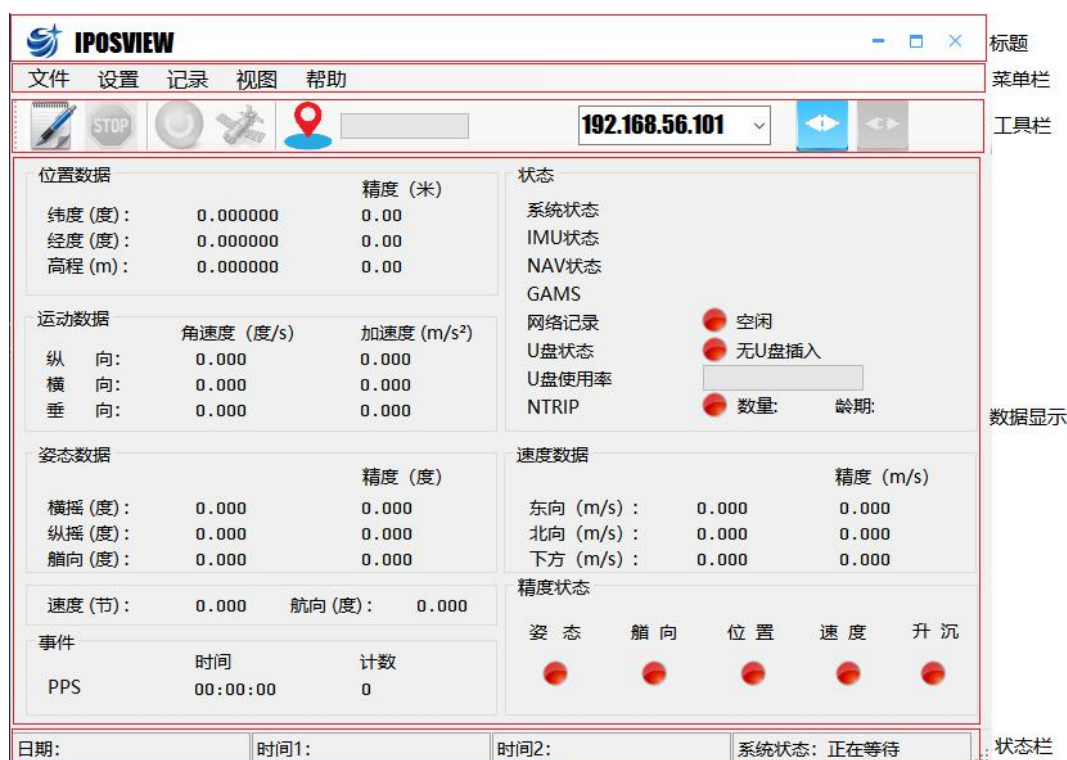 IPOSVIEW
标题
文件 设置 记录 视图 帮助
菜单栏
STOP
192.168.56.101
工具栏
位置数据
精度（米）
纬度 (度)： 0.000000 0.00
经度 (度)： 0.000000 0.00
高程 (m)： 0.000000 0.00
运动数据
角速度（度/s） 加速度 (m/s²)
纵 向: 0.000 0.000
横 向: 0.000 0.000
垂 向: 0.000 0.000
姿态数据
精度（度）
横摇 (度)： 0.000 0.000
纵摇 (度)： 0.000 0.000
艏向 (度)： 0.000 0.000
速度 (节)： 0.000 航向 (度)： 0.000
事件
时间 计数
PPS 00:00:00 0
状态
系统状态
IMU状态
NAV状态
GAMS
网络记录 空闲
U盘状态 无U盘插入
U盘使用率
NTRIP 数量: 龄期:
速度数据
精度（m/s）
东向（m/s）： 0.000 0.000
北向（m/s）： 0.000 0.000
下方（m/s）： 0.000 0.000
精度状态
姿 态 艏 向 位 置 速 度 升 沉
数据显示
日期: 时间1: 时间2: 系统状态: 正在等待
状态栏